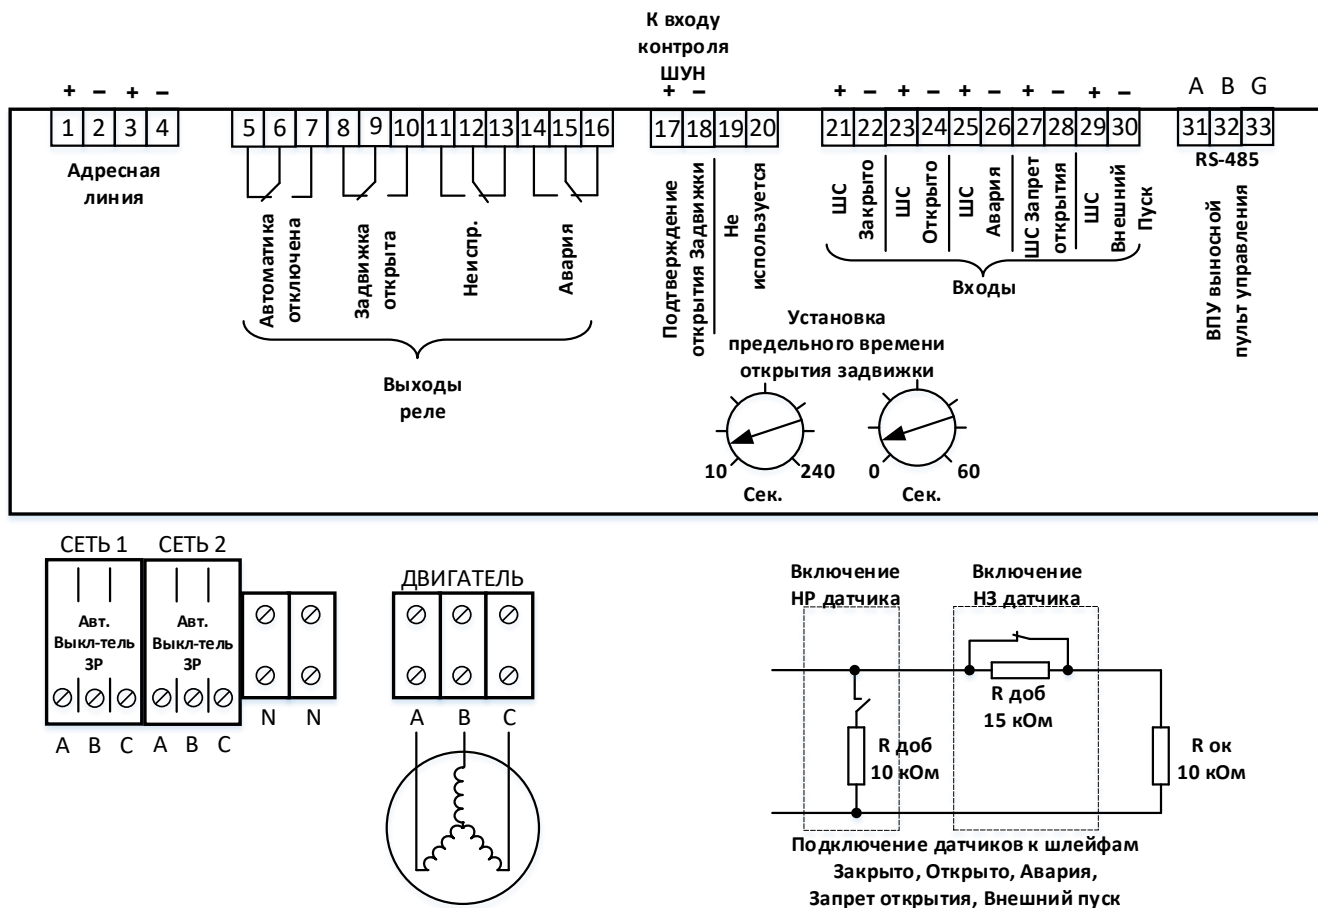 К входу
контроля
ШУН
+ – + –
+ –
+ – + – + – + – + –
A B G
1 2 3 4
5 6 7 8 9 10 11 12 13 14 15 16
17 18 19 20
21 22 23 24 25 26 27 28 29 30
31 32 33
Адресная
линия
Автоматика
отключена
Задвижка
открыта
Неиспр.
Авария
Выходы
реле
Подтверждение
открытия Задвижки
Не
используется
ШС
Закрыто
ШС
Открыто
ШС
Авария
ШС Запрет
открытия
ШС
Внешний
Пуск
Входы
RS-485
ВПУ выносной
пульт управления
Установка
предельного времени
открытия задвижки
10 240
Сек.
0 60
Сек.
СЕТЬ 1 СЕТЬ 2
Авт.
Выкл-тель
3P
Авт.
Выкл-тель
3P
A B C A B C
N N
ДВИГАТЕЛЬ
A B C
Включение
НР датчика
Включение
НЗ датчика
R доб
15 кОм
R доб
10 кОм
R ок
10 кОм
Подключение датчиков к шлейфам
Закрыто, Открыто, Авария,
Запрет открытия, Внешний пуск